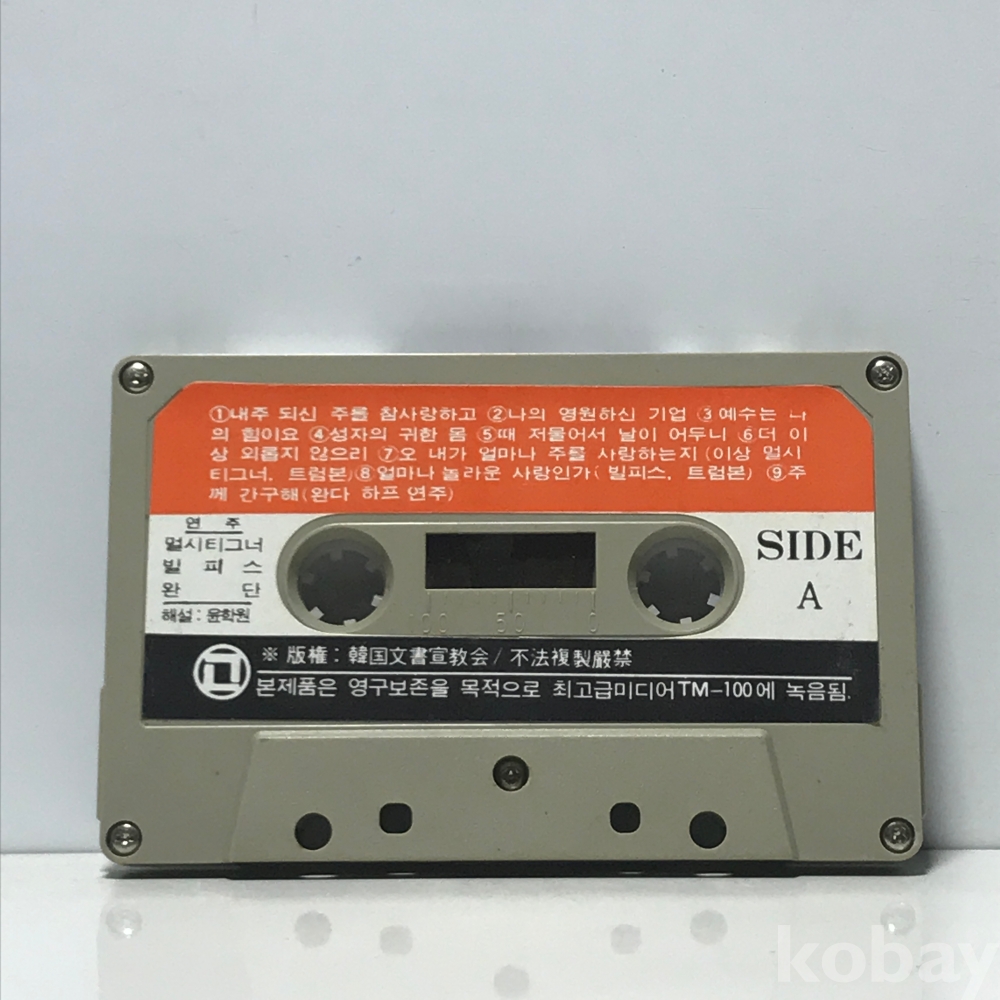 ①내주 되신 주를 참사랑하고 ②나의 영원하신 기업 ③예수는 나
의 힘이요 ④성자의 귀한 몸 ⑤때 저물어서 날이 어두니 ⑥더 이
상 외롭지 않으리 ⑦오 내가 얼마나 주를 사랑하는지(이상 멀시
티그너, 트럼본)⑧얼마나 놀라운 사랑인가(빌피스, 트럼본) ⑨주
께 간구해(완다 하프 연주)
연 주
멀시티그너
빌 피 스
완 단
해설: 윤학원
SIDE
A
100 50 0
※ 版権: 韓国文書宣教会/不法複製嚴禁
본제품은 영구보존을 목적으로 최고급미디어TM-100에 녹음됨.
kobay